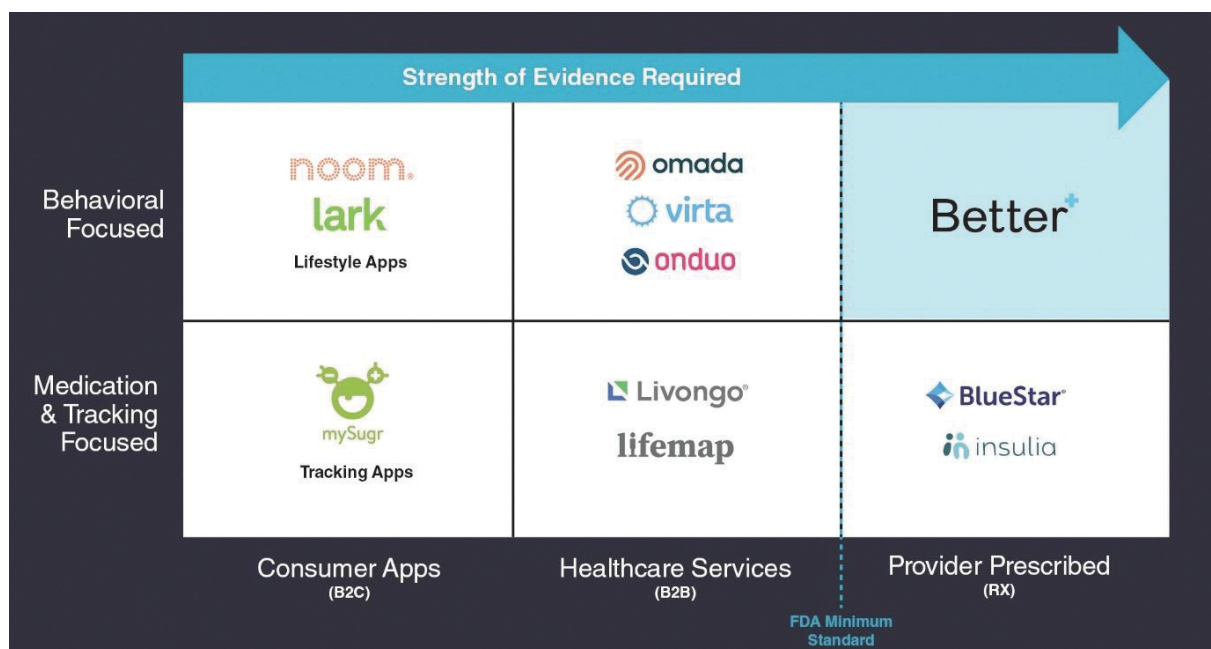 Strength of Evidence Required
Behavioral
Focused
noom®
lark
Lifestyle Apps
omada
virta
onduo
Better+
Medication
& Tracking
Focused
mySugr
Tracking Apps
Livongo®
lifemap
BlueStar®
insulia
Consumer Apps
(B2C)
Healthcare Services
(B2B)
Provider Prescribed
(RX)
FDA Minimum
Standard